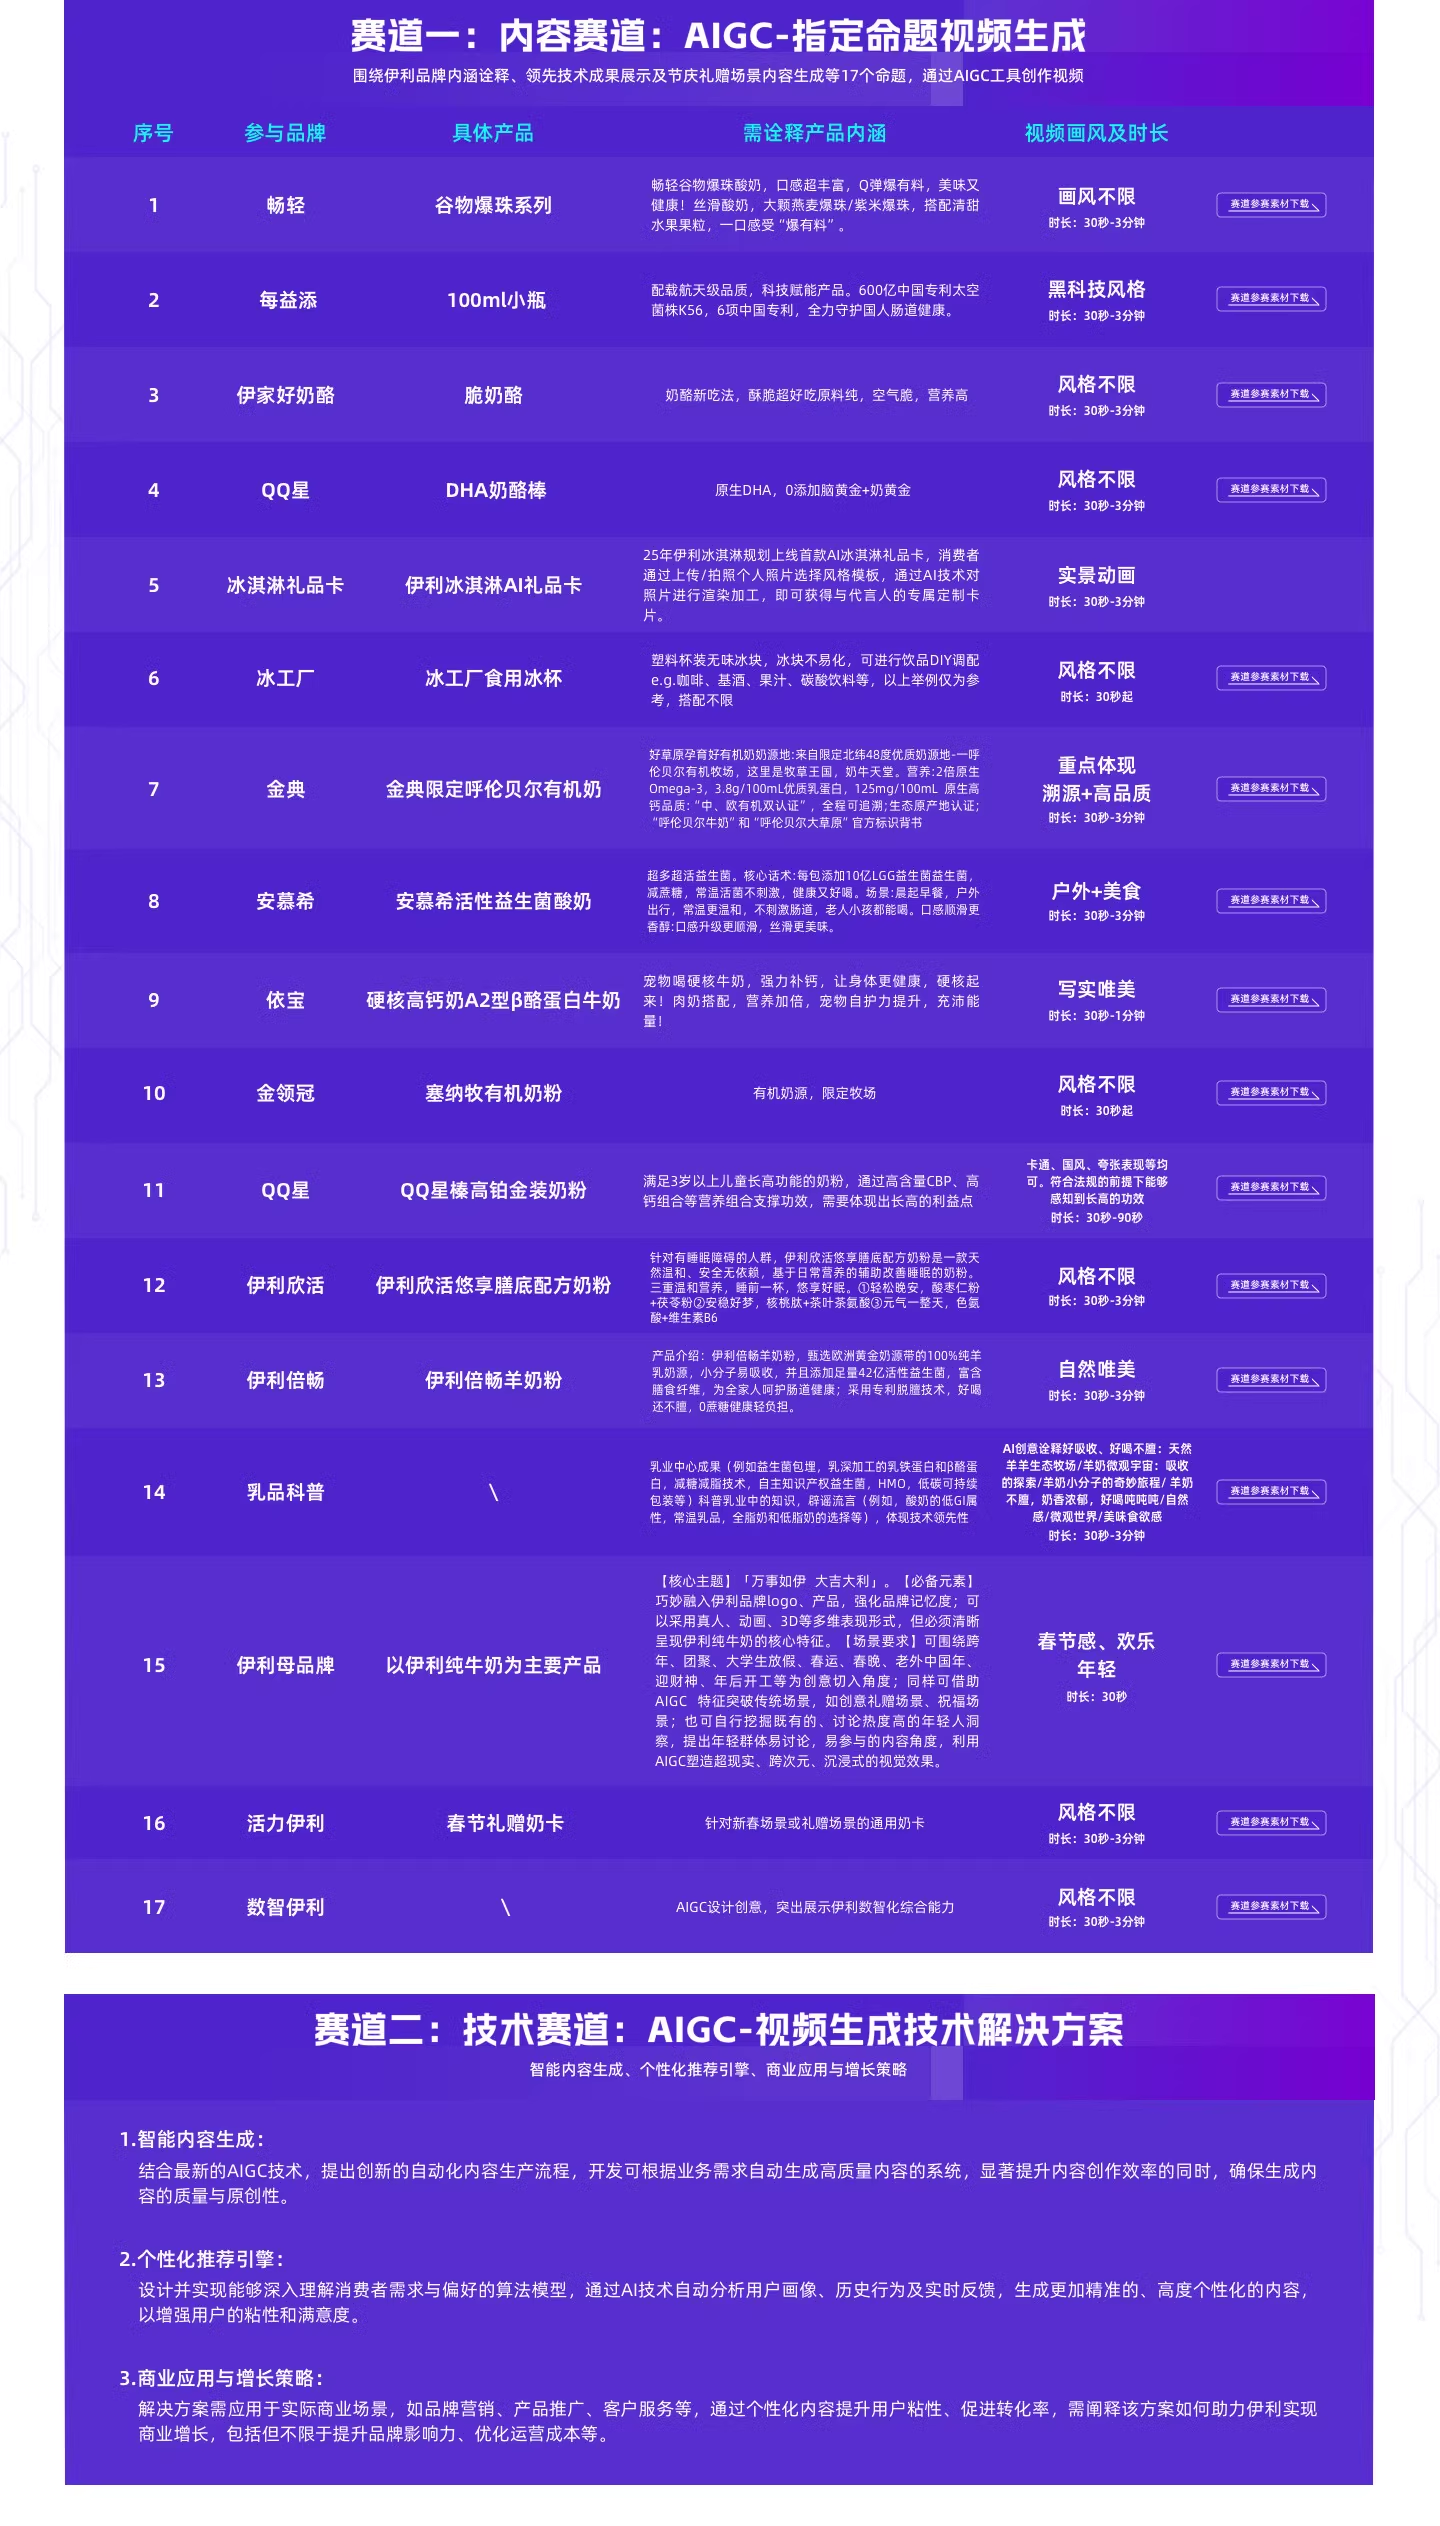 赛道一：内容赛道：AIGC-指定命题视频生成
围绕伊利品牌内涵诠释、领先技术成果展示及节庆礼赠场景内容生成等17个命题，通过AIGC工具创作视频
序号 参与品牌 具体产品 需诠释产品内涵 视频画风及时长
1 畅轻 谷物爆珠系列
畅轻谷物爆珠酸奶，口感超丰富，Q弹爆有料，美味又
健康！丝滑酸奶，大颗燕麦爆珠/紫米爆珠，搭配清甜
水果果粒，一口感受“爆有料”。
画风不限
时长：30秒-3分钟
赛道参赛素材下载
2 每益添 100ml小瓶
配载航天级品质，科技赋能产品。600亿中国专利太空
菌株K56，6项中国专利，全力守护国人肠道健康。
黑科技风格
时长：30秒-3分钟
赛道参赛素材下载
3 伊家好奶酪 脆奶酪
奶酪新吃法，酥脆超好吃原料纯，空气脆，营养高
风格不限
时长：30秒-3分钟
赛道参赛素材下载
4 QQ星 DHA奶酪棒
原生DHA，0添加脑黄金+奶黄金
风格不限
时长：30秒-3分钟
赛道参赛素材下载
5 冰淇淋礼品卡 伊利冰淇淋AI礼品卡
25年伊利冰淇淋规划上线首款AI冰淇淋礼品卡，消费者
通过上传/拍照个人照片选择风格模板，通过AI技术对
照片进行渲染加工，即可获得与代言人的专属定制卡
片。
实景动画
时长：30秒-3分钟
6 冰工厂 冰工厂食用冰杯
塑料杯装无味冰块，冰块不易化，可进行饮品DIY调配
e.g.咖啡、基酒、果汁、碳酸饮料等，以上举例仅为参
考，搭配不限
风格不限
时长：30秒起
赛道参赛素材下载
7 金典 金典限定呼伦贝尔有机奶
好草原孕育好有机奶奶源地:来自限定北纬48度优质奶源地-一呼
伦贝尔有机牧场，这里是牧草王国，奶牛天堂。营养:2倍原生
Omega-3，3.8g/100mL优质乳蛋白，125mg/100mL 原生高
钙品质:“中、欧有机双认证”，全程可追溯;生态原产地认证;
“呼伦贝尔牛奶”和“呼伦贝尔大草原”官方标识背书
重点体现
溯源+高品质
时长：30秒-3分钟
赛道参赛素材下载
8 安慕希 安慕希活性益生菌酸奶
超多超活益生菌。核心话术:每包添加10亿LGG益生菌益生菌，
减蔗糖，常温活菌不刺激，健康又好喝。场景:晨起早餐，户外
出行，常温更温和，不刺激肠道，老人小孩都能喝。口感顺滑更
香醇:口感升级更顺滑，丝滑更美味。
户外+美食
时长：30秒-3分钟
赛道参赛素材下载
9 依宝 硬核高钙奶A2型β酪蛋白牛奶
宠物喝硬核牛奶，强力补钙，让身体更健康，硬核起
来！肉奶搭配，营养加倍，宠物自护力提升，充沛能
量！
写实唯美
时长：30秒-1分钟
赛道参赛素材下载
10 金领冠 塞纳牧有机奶粉
有机奶源，限定牧场
风格不限
时长：30秒起
赛道参赛素材下载
11 QQ星 QQ星榛高铂金装奶粉
满足3岁以上儿童长高功能的奶粉，通过高含量CBP、高
钙组合等营养组合支撑功效，需要体现出长高的利益点
卡通、国风、夸张表现等均
可。符合法规的前提下能够
感知到长高的功效
时长：30秒-90秒
赛道参赛素材下载
12 伊利欣活 伊利欣活悠享膳底配方奶粉
针对有睡眠障碍的人群，伊利欣活悠享膳底配方奶粉是一款天
然温和、安全无依赖，基于日常营养的辅助改善睡眠的奶粉。
三重温和营养，睡前一杯，悠享好眠。①轻松晚安，酸枣仁粉
+茯苓粉②安稳好梦，核桃肽+茶叶茶氨酸③元气一整天，色氨
酸+维生素B6
风格不限
时长：30秒-3分钟
赛道参赛素材下载
13 伊利倍畅 伊利倍畅羊奶粉
产品介绍：伊利倍畅羊奶粉，甄选欧洲黄金奶源带的100%纯羊
乳奶源，小分子易吸收，并且添加足量42亿活性益生菌，富含
膳食纤维，为全家人呵护肠道健康；采用专利脱膻技术，好喝
还不膻，0蔗糖健康轻负担。
自然唯美
时长：30秒-3分钟
赛道参赛素材下载
14 乳品科普 \
乳业中心成果（例如益生菌包埋，乳深加工的乳铁蛋白和β酪蛋
白，减糖减脂技术，自主知识产权益生菌，HMO，低碳可持续
包装等）科普乳业中的知识，辟谣流言（例如，酸奶的低GI属
性，常温乳品，全脂奶和低脂奶的选择等），体现技术领先性
AI创意诠释好吸收、好喝不膻：天然
羊羊生态牧场/羊奶微观宇宙：吸收
的探索/羊奶小分子的奇妙旅程/ 羊奶
不膻，奶香浓郁，好喝吨吨吨/自然
感/微观世界/美味食欲感
时长：30秒-3分钟
赛道参赛素材下载
15 伊利母品牌 以伊利纯牛奶为主要产品
【核心主题】「万事如伊 大吉大利」。【必备元素】
巧妙融入伊利品牌logo、产品，强化品牌记忆度；可
以采用真人、动画、3D等多维表现形式，但必须清晰
呈现伊利纯牛奶的核心特征。【场景要求】可围绕跨
年、团聚、大学生放假、春运、春晚、老外中国年、
迎财神、年后开工等为创意切入角度；同样可借助
AIGC 特征突破传统场景，如创意礼赠场景、祝福场
景；也可自行挖掘既有的、讨论热度高的年轻人洞
察，提出年轻群体易讨论，易参与的内容角度，利用
AIGC塑造超现实、跨次元、沉浸式的视觉效果。
春节感、欢乐
年轻
时长：30秒
赛道参赛素材下载
16 活力伊利 春节礼赠奶卡
针对新春场景或礼赠场景的通用奶卡
风格不限
时长：30秒-3分钟
赛道参赛素材下载
17 数智伊利 \
AIGC设计创意，突出展示伊利数智化综合能力
风格不限
时长：30秒-3分钟
赛道参赛素材下载
赛道二：技术赛道：AIGC-视频生成技术解决方案
智能内容生成、个性化推荐引擎、商业应用与增长策略
1.智能内容生成：
结合最新的AIGC技术，提出创新的自动化内容生产流程，开发可根据业务需求自动生成高质量内容的系统，显著提升内容创作效率的同时，确保生成内
容的质量与原创性。
2.个性化推荐引擎：
设计并实现能够深入理解消费者需求与偏好的算法模型，通过AI技术自动分析用户画像、历史行为及实时反馈，生成更加精准的、高度个性化的内容，
以增强用户的粘性和满意度。
3.商业应用与增长策略：
解决方案需应用于实际商业场景，如品牌营销、产品推广、客户服务等，通过个性化内容提升用户粘性、促进转化率，需阐释该方案如何助力伊利实现
商业增长，包括但不限于提升品牌影响力、优化运营成本等。